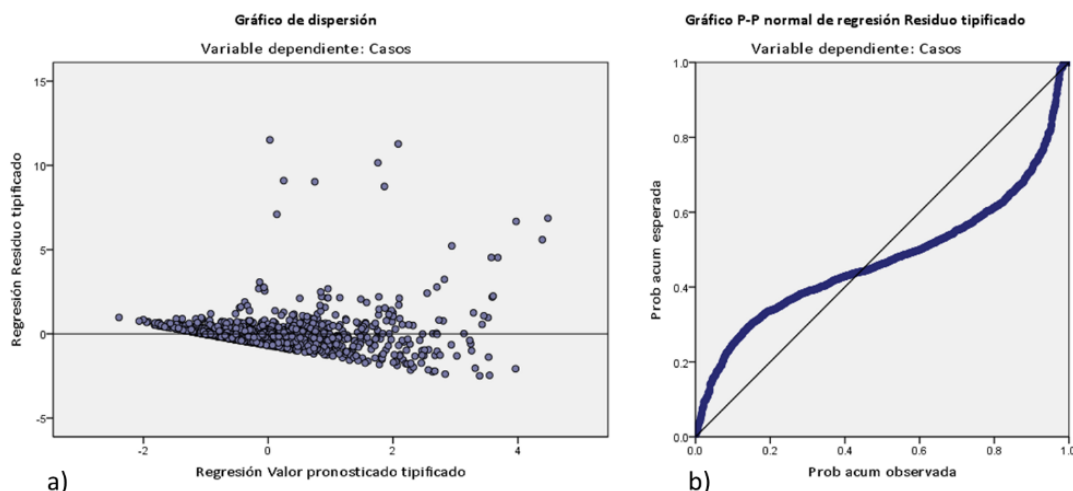 Gráfico de dispersión
Variable dependiente: Casos
Regresión Residuo tipificado
15
10
5
0
-5
-2
0
2
4
Regresión Valor pronosticado tipificado
a)
Gráfico P-P normal de regresión Residuo tipificado
Variable dependiente: Casos
Prob acum esperada
1.0
0.8
0.6
0.4
0.2
0.0
0.0
0.2
0.4
0.6
0.8
1.0
Prob acum observada
b)